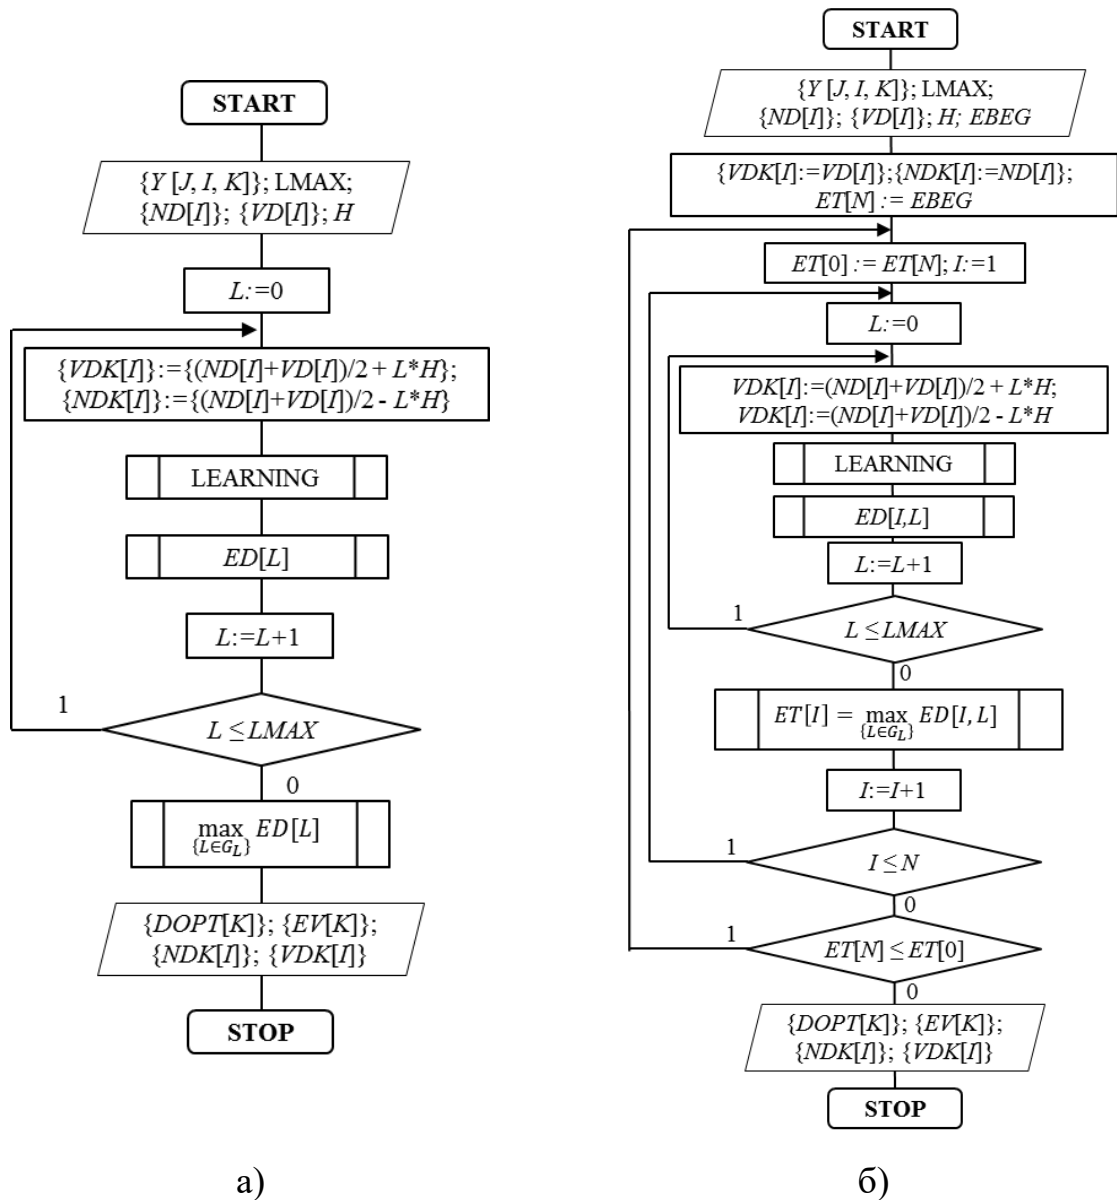 START
{Y [J, I, K]}; LMAX;
{ND[I]}; {VD[I]}; H
L:=0
{VDK[I]}:={(ND[I]+VD[I])/2 + L*H};
{NDK[I]}:={(ND[I]+VD[I])/2 - L*H}
LEARNING
ED[L]
L:=L+1
1
L ≤ LMAX
0
max ED[L]
{L∈G_L}
{DOPT[K]}; {EV[K]};
{NDK[I]}; {VDK[I]}
STOP
а)
START
{Y [J, I, K]}; LMAX;
{ND[I]}; {VD[I]}; H; EBEG
{VDK[I]:=VD[I]};{NDK[I]:=ND[I]};
ET[N] := EBEG
ET[0] := ET[N]; I:=1
L:=0
VDK[I]:=(ND[I]+VD[I])/2 + L*H;
VDK[I]:=(ND[I]+VD[I])/2 - L*H
LEARNING
ED[I,L]
L:=L+1
1
L ≤ LMAX
0
ET[I] = max ED[I, L]
{L∈G_L}
I:=I+1
1
I ≤ N
0
1
ET[N] ≤ ET[0]
0
{DOPT[K]}; {EV[K]};
{NDK[I]}; {VDK[I]}
STOP
б)